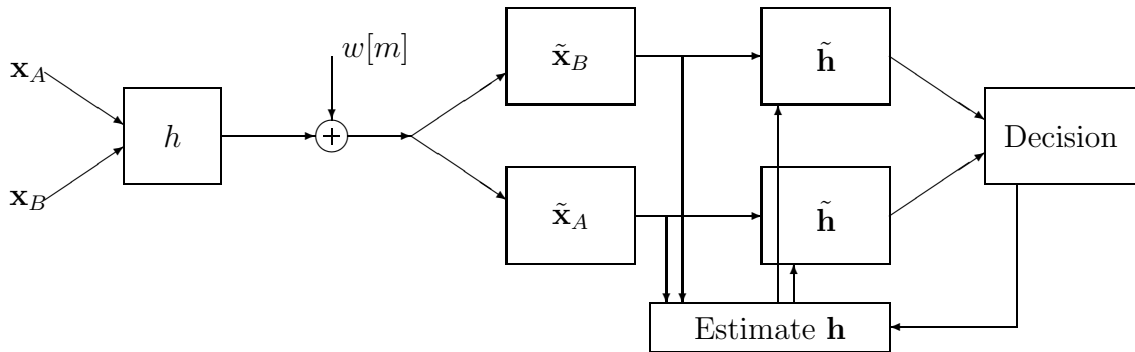 𝐱_A
𝐱_B
h
w[m]
+
𝐱̃_B
𝐱̃_A
𝐡̃
𝐡̃
Decision
Estimate 𝐡